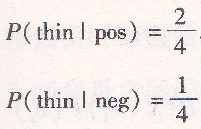 P( thin | pos) = 2/4.
P( thin | neg) = 1/4